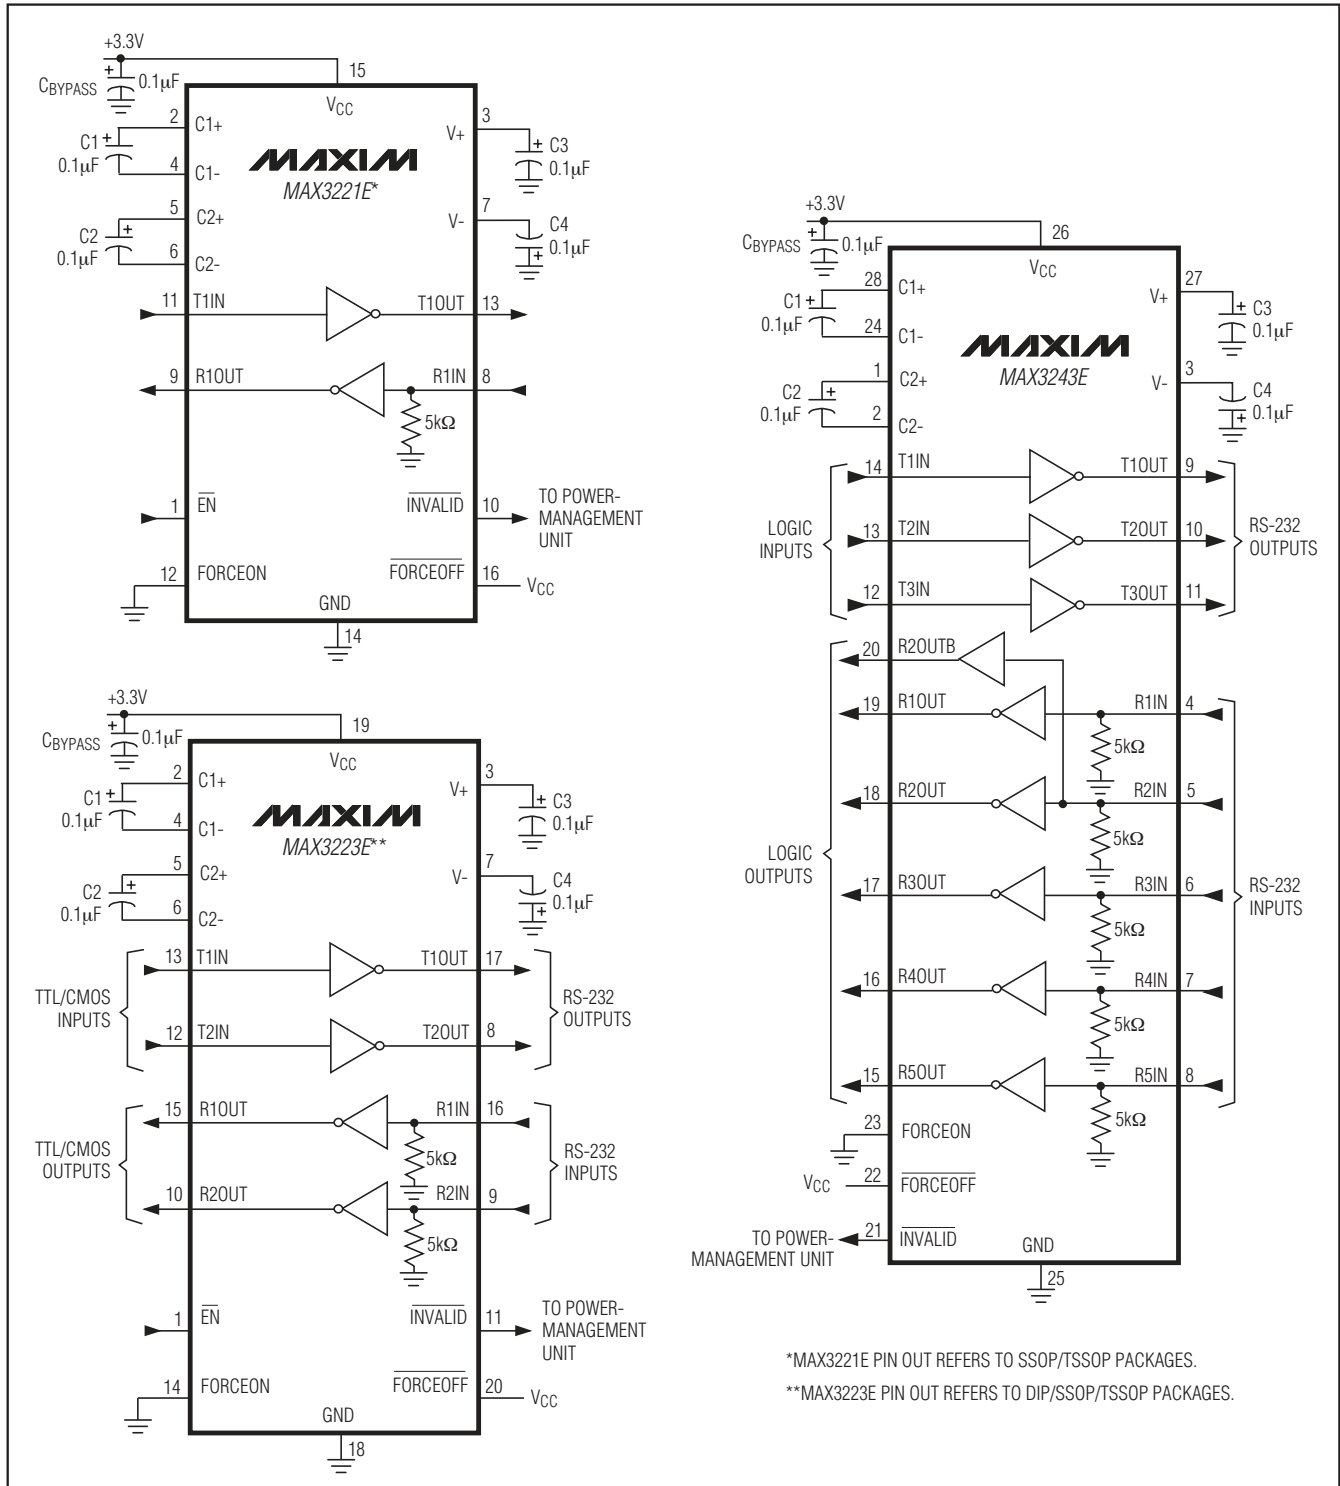 +3.3V
CBYPASS
+
0.1µF
15
VCC
2
C1+
C1
+
0.1µF
4
C1-
5
C2+
C2
+
0.1µF
6
C2-
MAXIM
MAX3221E*
3
V+
+
C3
0.1µF
7
V-
C4
0.1µF
+
11
T1IN
T1OUT
13
9
R1OUT
R1IN
8
5kΩ
1
EN
INVALID
10
TO POWER-
MANAGEMENT
UNIT
12
FORCEON
FORCEOFF
16
VCC
GND
14
+3.3V
CBYPASS
+
0.1µF
19
VCC
2
C1+
C1
+
0.1µF
4
C1-
5
C2+
C2
+
0.1µF
6
C2-
MAXIM
MAX3223E**
3
V+
+
C3
0.1µF
7
V-
C4
0.1µF
+
TTL/CMOS
INPUTS
13
T1IN
T1OUT
17
12
T2IN
T2OUT
8
RS-232
OUTPUTS
TTL/CMOS
OUTPUTS
15
R1OUT
R1IN
16
5kΩ
10
R2OUT
R2IN
9
5kΩ
RS-232
INPUTS
1
EN
INVALID
11
TO POWER-
MANAGEMENT
UNIT
14
FORCEON
FORCEOFF
20
VCC
GND
18
+3.3V
CBYPASS
+
0.1µF
26
VCC
28
C1+
C1
+
0.1µF
24
C1-
1
C2+
C2
+
0.1µF
2
C2-
MAXIM
MAX3243E
27
V+
+
C3
0.1µF
3
V-
C4
0.1µF
+
LOGIC
INPUTS
14
T1IN
T1OUT
9
13
T2IN
T2OUT
10
12
T3IN
T3OUT
11
RS-232
OUTPUTS
LOGIC
OUTPUTS
20
R2OUTB
19
R1OUT
R1IN
4
5kΩ
18
R2OUT
R2IN
5
5kΩ
17
R3OUT
R3IN
6
5kΩ
16
R4OUT
R4IN
7
5kΩ
15
R5OUT
R5IN
8
5kΩ
RS-232
INPUTS
23
FORCEON
VCC
22
FORCEOFF
TO POWER-
MANAGEMENT UNIT
21
INVALID
GND
25
*MAX3221E PIN OUT REFERS TO SSOP/TSSOP PACKAGES.
**MAX3223E PIN OUT REFERS TO DIP/SSOP/TSSOP PACKAGES.